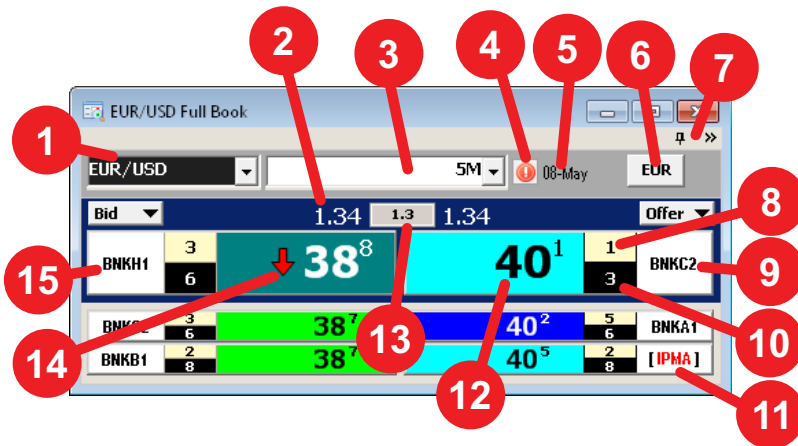 2 3 4 5 6 7
EUR/USD Full Book
1
EUR/USD 5M 08-May EUR
Bid 1.34 1.3 1.34 Offer
8
BNKH1 3 6 38 8 40 1 1 3 BNKC2
15 9
14 13 12 10
3 6 38 7 40 2 5 6 BNKA1
BNKB1 2 8 38 7 40 5 2 8 [IPMA]
11